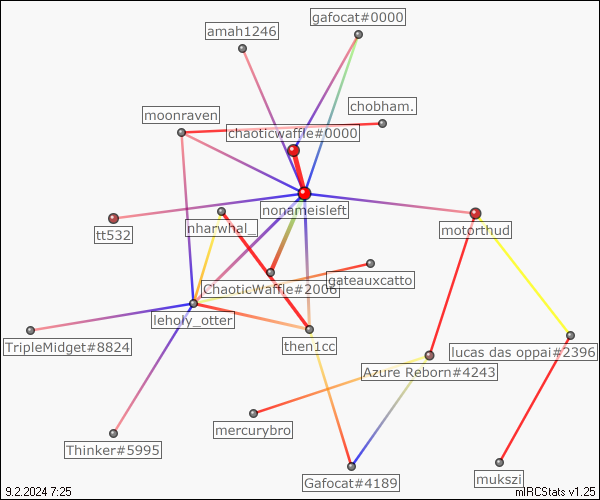 gafocat#0000
amah1246
chobham.
moonraven
chaoticwaffle#0000
nonameisleft
nharwhal_
tt532
motorthud
gateauxcatto
ChaoticWaffle#2006
leholy_otter
TripleMidget#8824
then1cc
lucas das oppai#2396
Azure Reborn#4243
mercurybro
Thinker#5995
Gafocat#4189
mukszi
9.2.2024 7:25
mIRCStats v1.25